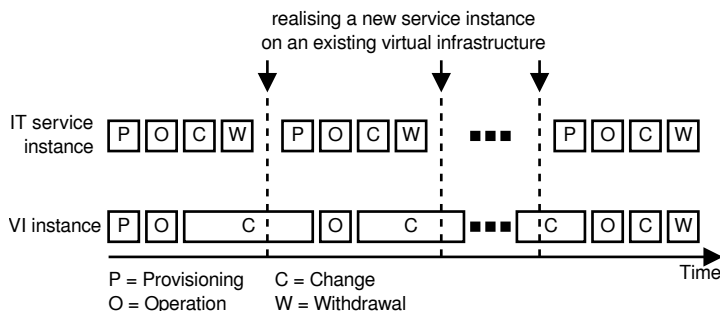 realising a new service instance
on an existing virtual infrastructure
IT service
instance
P O C W P O C W P O C W
VI instance
P O C O C C O C W
Time
P = Provisioning C = Change
O = Operation W = Withdrawal